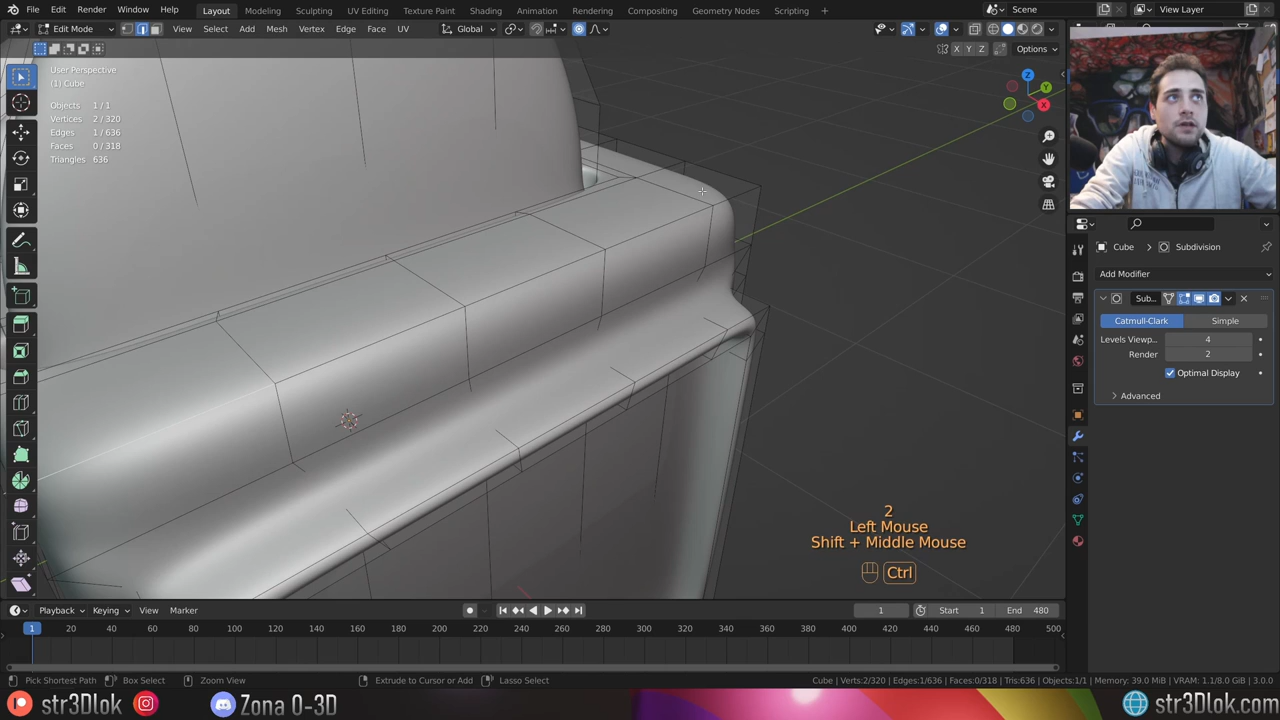 File Edit Render Window Help Layout Modeling Sculpting UV Editing Texture Paint Shading Animation Rendering Compositing Geometry Nodes Scripting + Scene View Layer
Edit Mode View Select Add Mesh Vertex Edge Face UV Global
X Y Z Options
User Perspective
(1) Cube
Objects 1/1
Vertices 2/320
Edges 1/636
Faces 0/318
Triangles 636
Z
Y
X
Cube > Subdivision
Add Modifier
Sub...
Catmull-Clark Simple
Levels Viewp... 4
Render 2
Optimal Display
Advanced
2
Left Mouse
Shift + Middle Mouse
Ctrl
Playback Keying View Marker 1 Start 1 End 480
1 20 40 60 80 100 120 140 160 180 200 220 240 260 280 300 320 340 360 380 400 420 440 460 480 500
Pick Shortest Path Box Select Zoom View Extrude to Cursor or Add Lasso Select Cube | Verts:2/320 | Edges:1/636 | Faces:0/318 | Tris:636 | Objects:1/1 | Memory: 39.0 MiB | VRAM: 1.1/8.0 GiB | 3.0.0
str3Dlok Zona 0-3D str3Dlok.com